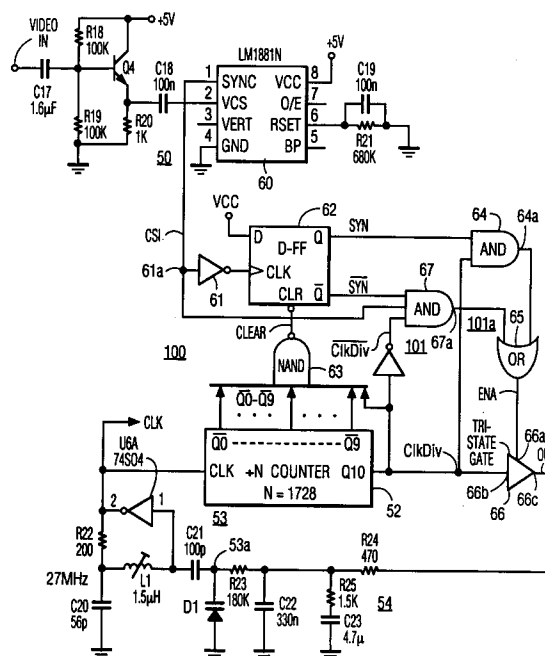 VIDEO
IN
R18
100K
+5V
Q4
C17
1.6μF
R19
100K
R20
1K
C18
100n
50
LM1881N
1 SYNC VCC 8
2 VCS O/E 7
3 VERT RSET 6
4 GND BP 5
60
+5V
C19
100n
R21
680K
VCC
62
D Q
D-FF
CLK
CLR Q̅
SYN
S̅Y̅N̅
CSI
61a
61
64
AND
64a
67
AND
67a
101a
65
OR
ENA
CLEAR
NAND
63
100
C̅l̅k̅D̅i̅v̅
101
Q̅0̅-Q̅9̅
Q̅0̅ Q̅9̅
CLK ÷N COUNTER Q10
N = 1728
52
53
CLK
U6A
74S04
2 1
ClkDiv
TRI-
STATE
GATE
66a
66b
66
66c
OU
R22
200
27MHz
C20
56p
L1
1.5μH
C21
100p
53a
D1
R23
180K
C22
330n
R24
470
R25
1.5K
C23
4.7μ
54